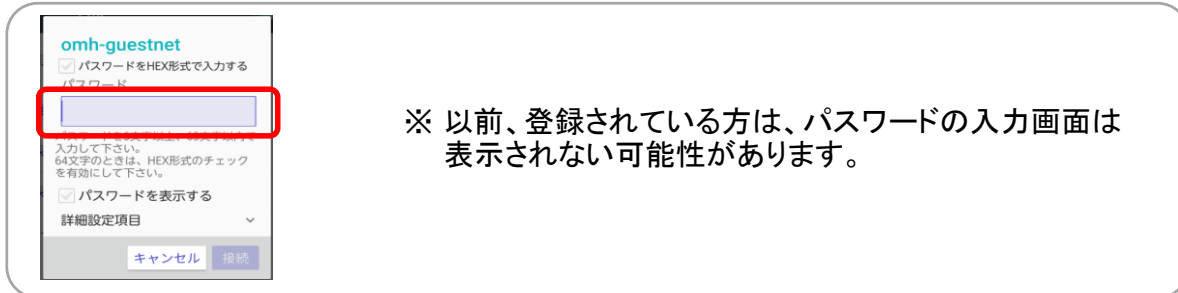 omh-guestnet
パスワードをHEX形式で入力する
パスワード
入力して下さい。
64文字のときは、HEX形式のチェック
を有効にして下さい。
パスワードを表示する
詳細設定項目
キャンセル 接続
※ 以前、登録されている方は、パスワードの入力画面は
表示されない可能性があります。